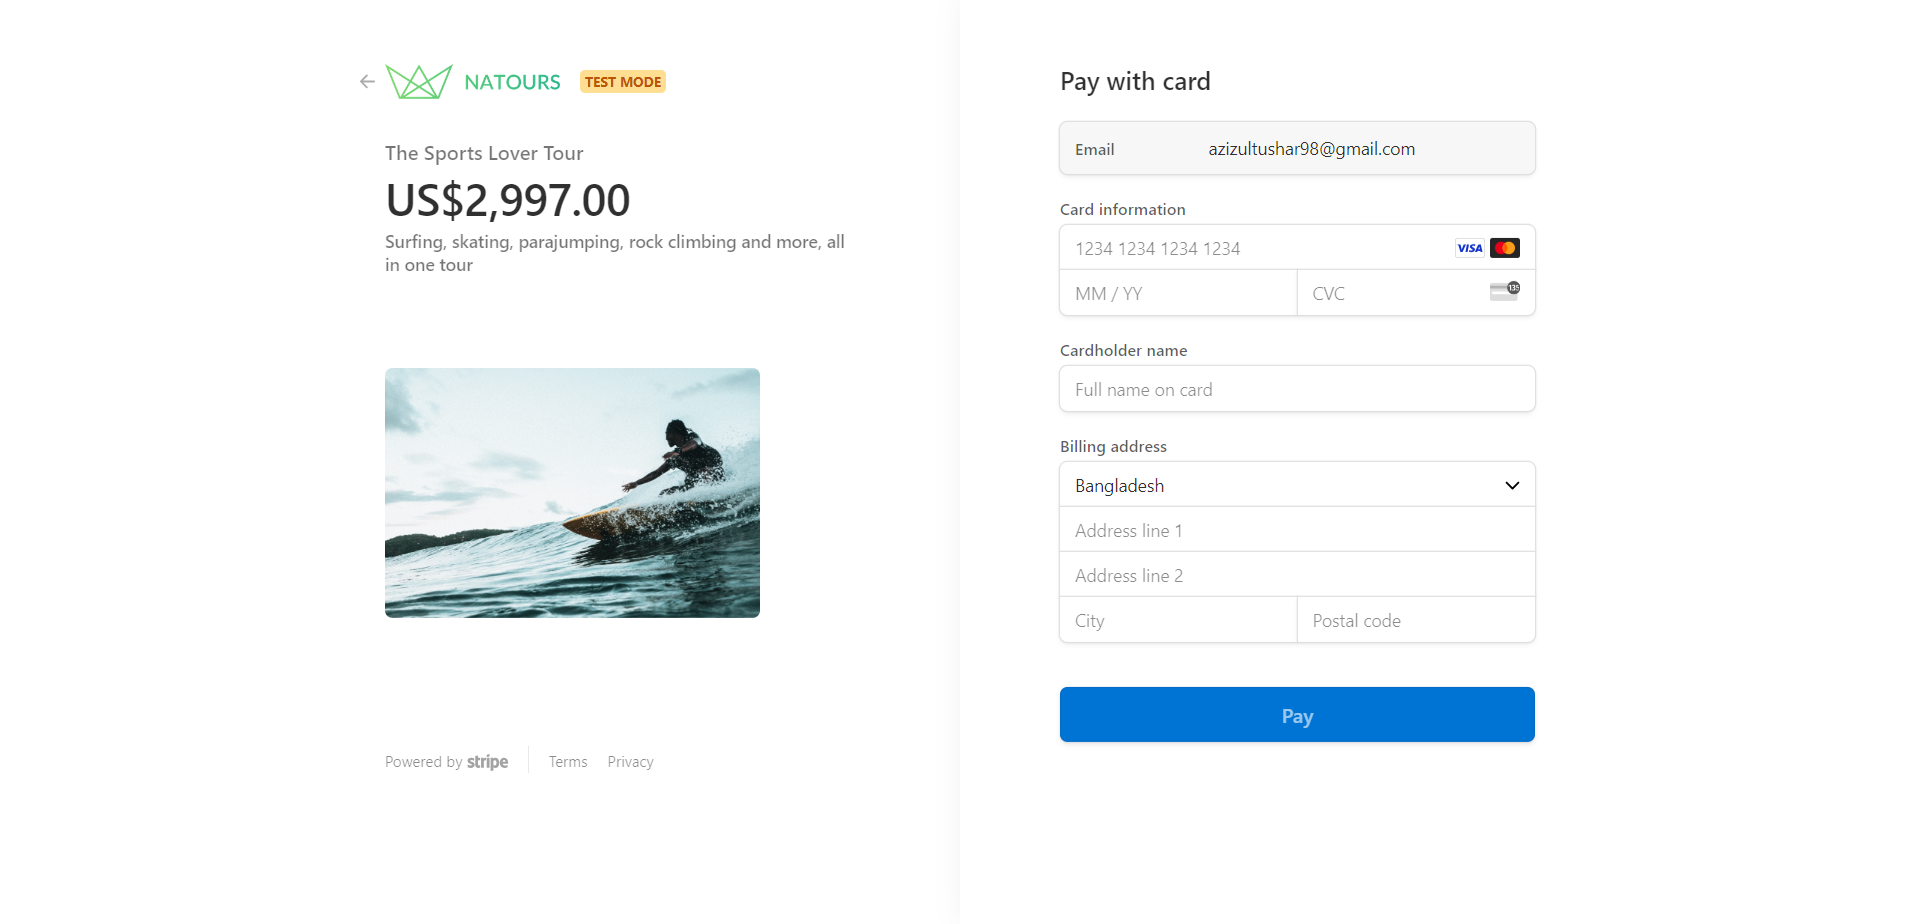 NATOURS TEST MODE
The Sports Lover Tour
US$2,997.00
Surfing, skating, parajumping, rock climbing and more, all
in one tour
Powered by stripe Terms Privacy
Pay with card
Email azizultushar98@gmail.com
Card information
1234 1234 1234 1234 VISA
MM / YY CVC 135
Cardholder name
Full name on card
Billing address
Bangladesh
Address line 1
Address line 2
City Postal code
Pay